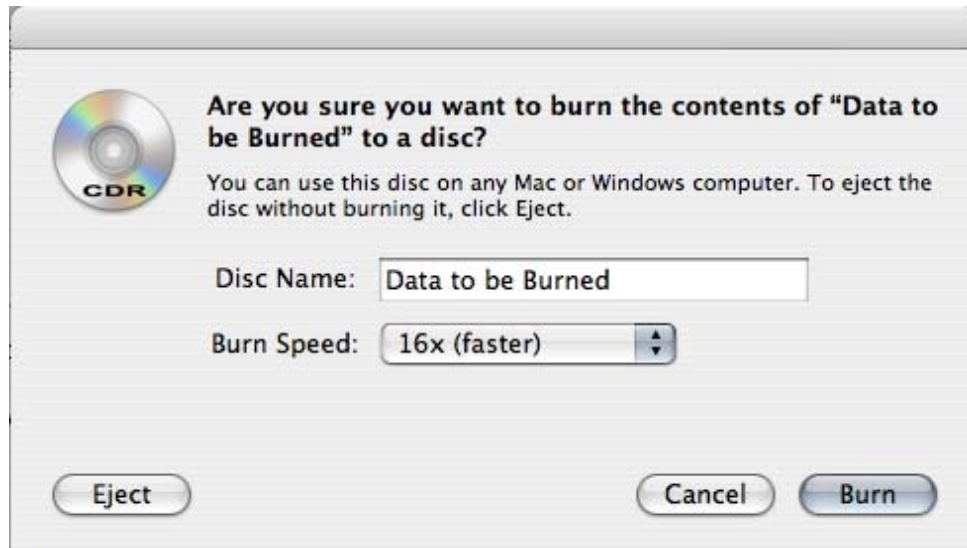 Are you sure you want to burn the contents of “Data to
be Burned” to a disc?
CDR
You can use this disc on any Mac or Windows computer. To eject the
disc without burning it, click Eject.
Disc Name: Data to be Burned
Burn Speed: 16x (faster)
Eject Cancel Burn